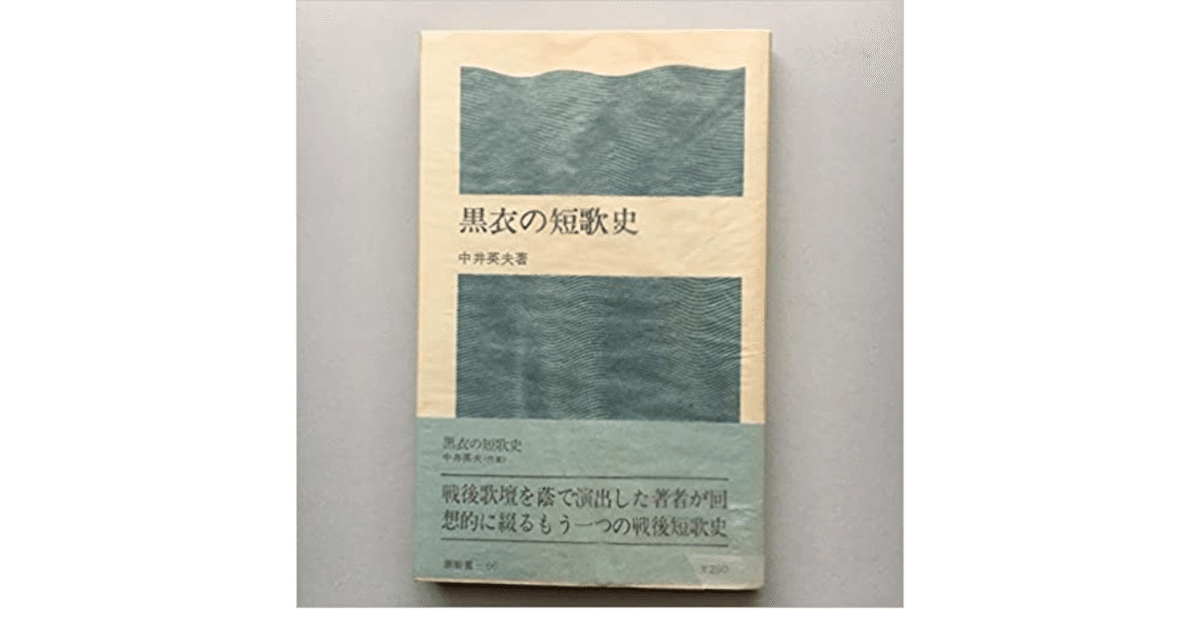 黒衣の短歌史
中井英夫著
黒衣の短歌史
中井英夫
戦後歌壇を蔭で演出した著者が回
想的に綴るもう一つの戦後短歌史
¥290